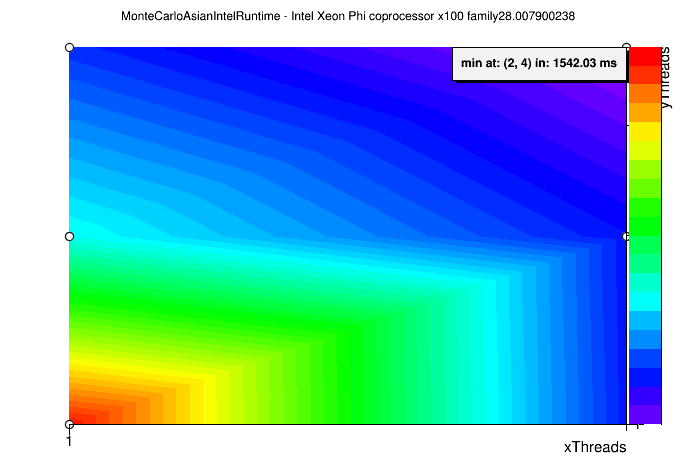 MonteCarloAsianIntelRuntime - Intel Xeon Phi coprocessor x100 family28.007900238
min at: (2, 4) in: 1542.03 ms
yThreads
1
xThreads